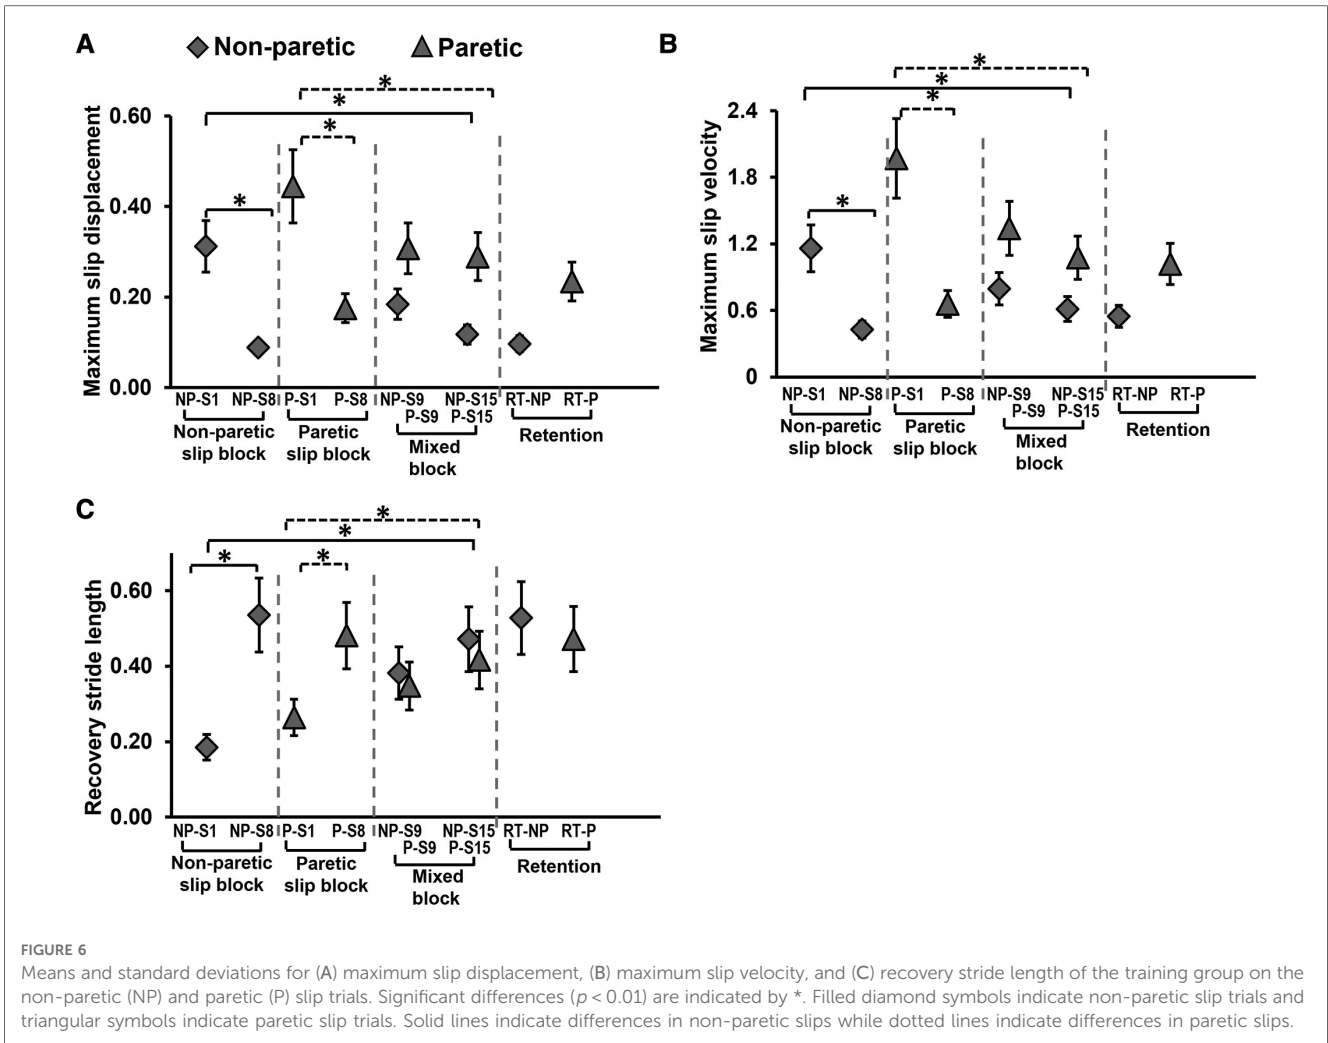 A
Non-paretic
Paretic
Maximum slip displacement
0.60
0.40
0.20
0.00
*
*
*
*
NP-S1 NP-S8 P-S1 P-S8 NP-S9 NP-S15 RT-NP RT-P
P-S9 P-S15
Non-paretic
slip block
Paretic
slip block
Mixed
block
Retention
B
Maximum slip velocity
2.4
1.8
1.2
0.6
0
*
*
*
*
NP-S1 NP-S8 P-S1 P-S8 NP-S9 NP-S15 RT-NP RT-P
P-S9 P-S15
Non-paretic
slip block
Paretic
slip block
Mixed
block
Retention
C
Recovery stride length
0.60
0.40
0.20
0.00
*
*
*
*
NP-S1 NP-S8 P-S1 P-S8 NP-S9 NP-S15 RT-NP RT-P
P-S9 P-S15
Non-paretic
slip block
Paretic
slip block
Mixed
block
Retention
FIGURE 6
Means and standard deviations for (A) maximum slip displacement, (B) maximum slip velocity, and (C) recovery stride length of the training group on the
non-paretic (NP) and paretic (P) slip trials. Significant differences (p < 0.01) are indicated by *. Filled diamond symbols indicate non-paretic slip trials and
triangular symbols indicate paretic slip trials. Solid lines indicate differences in non-paretic slips while dotted lines indicate differences in paretic slips.